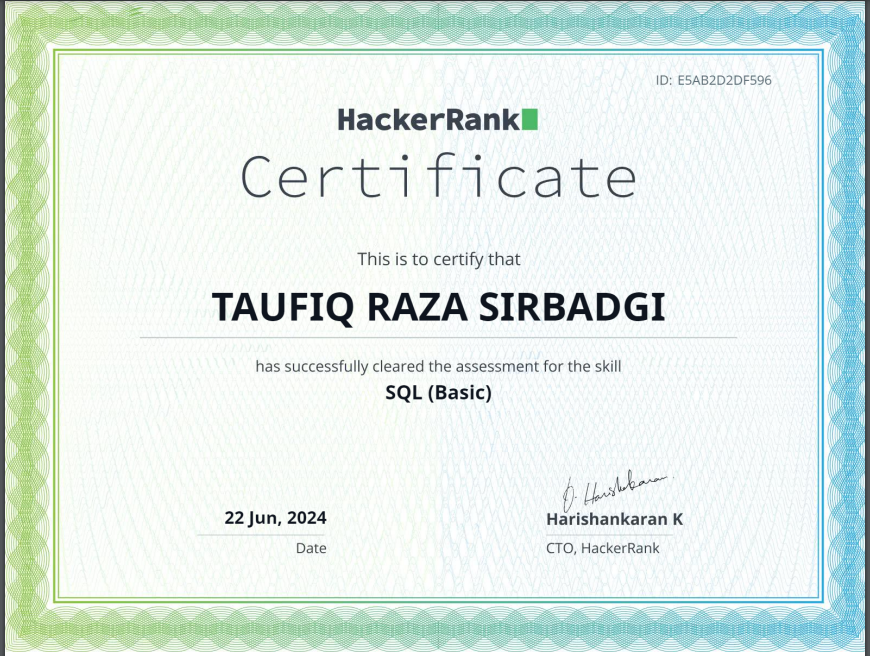 ID: E5AB2D2DF596
HackerRank
Certificate
This is to certify that
TAUFIQ RAZA SIRBADGI
has successfully cleared the assessment for the skill
SQL (Basic)
22 Jun, 2024
Date
Harishankaran K
CTO, HackerRank